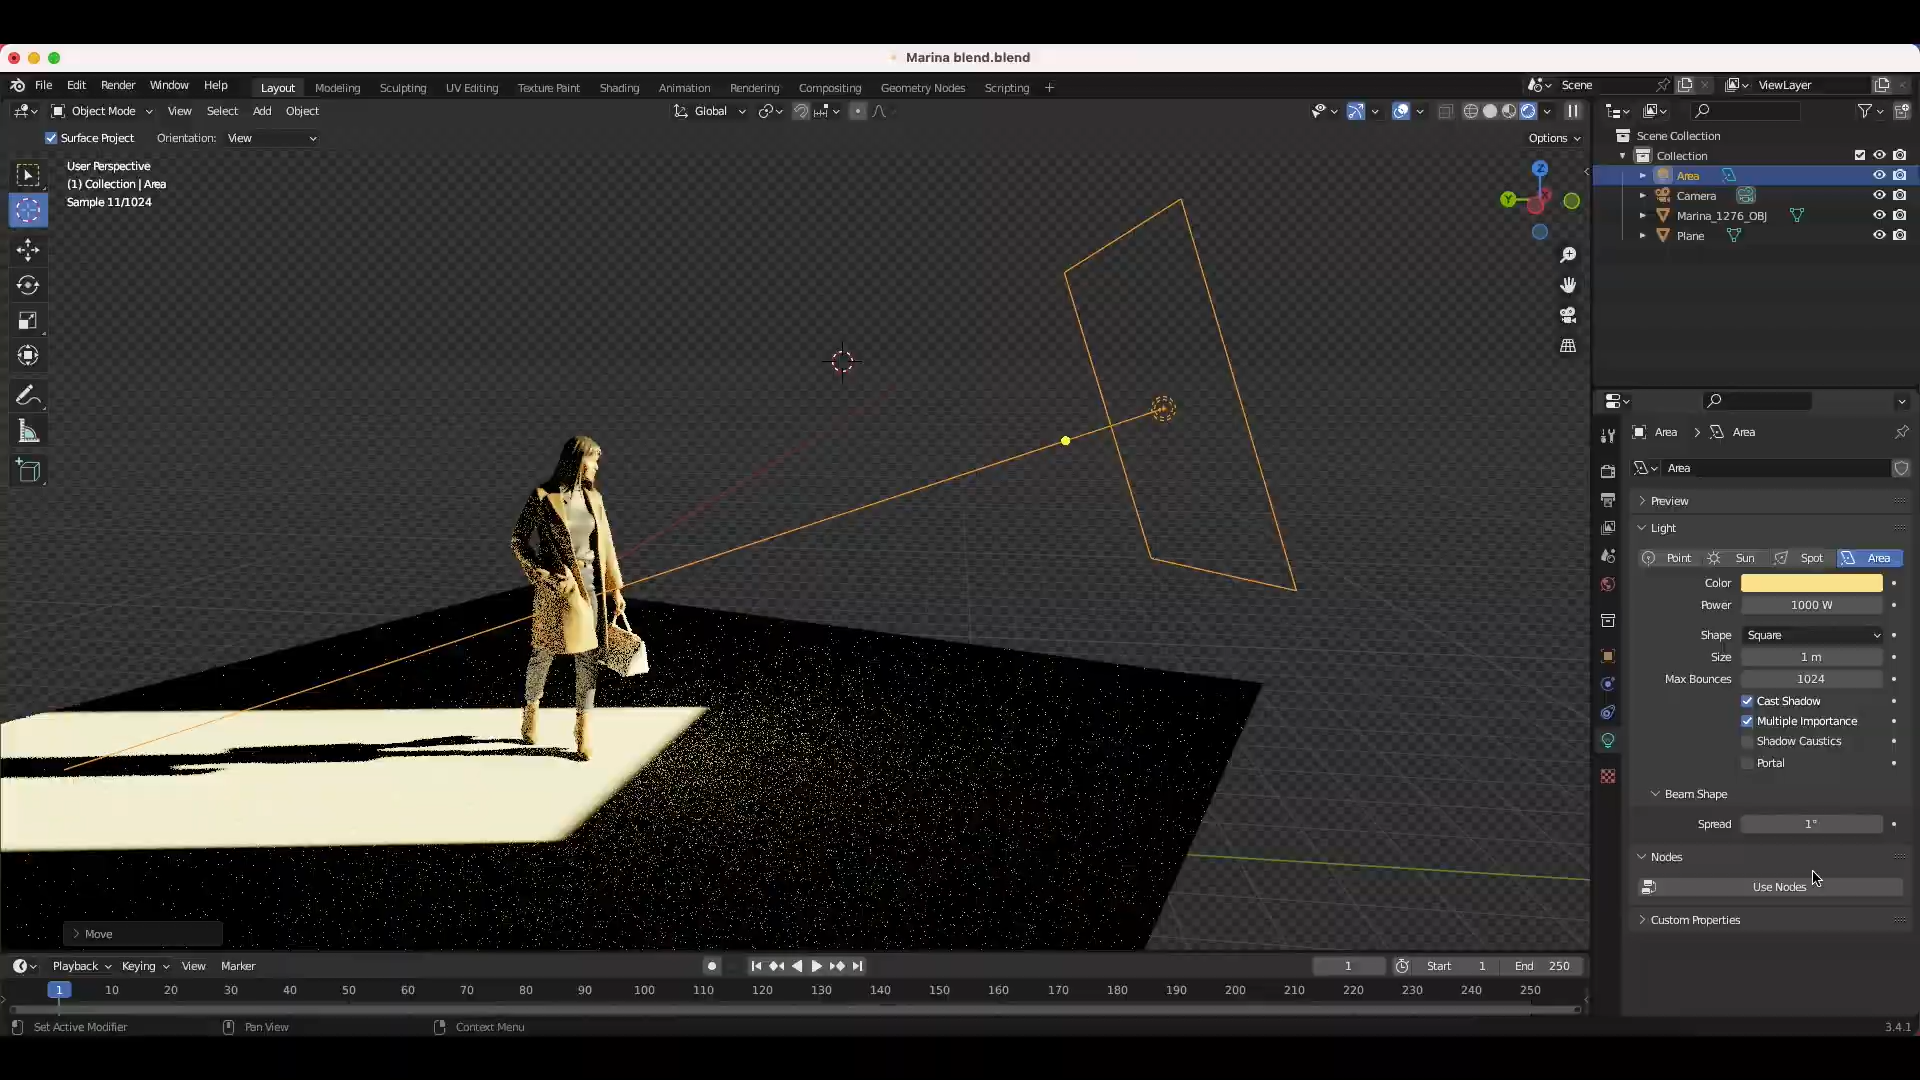 Marina blend.blend
File Edit Render Window Help Layout Modeling Sculpting UV Editing Texture Paint Shading Animation Rendering Compositing Geometry Nodes Scripting + Scene ViewLayer
Object Mode View Select Add Object Global
Surface Project Orientation: View Options
User Perspective
(1) Collection | Area
Sample 11/1024
Z
Y
X
Move
Scene Collection
Collection
Area
Camera
Marina_1276_OBJ
Plane
Area > Area
Area
Preview
Light
Point Sun Spot Area
Color
Power 1000 W
Shape Square
Size 1 m
Max Bounces 1024
Cast Shadow
Multiple Importance
Shadow Caustics
Portal
Beam Shape
Spread 1°
Nodes
Use Nodes
Custom Properties
Playback Keying View Marker 1 Start 1 End 250
1 10 20 30 40 50 60 70 80 90 100 110 120 130 140 150 160 170 180 190 200 210 220 230 240 250
Set Active Modifier Pan View Context Menu 3.4.1